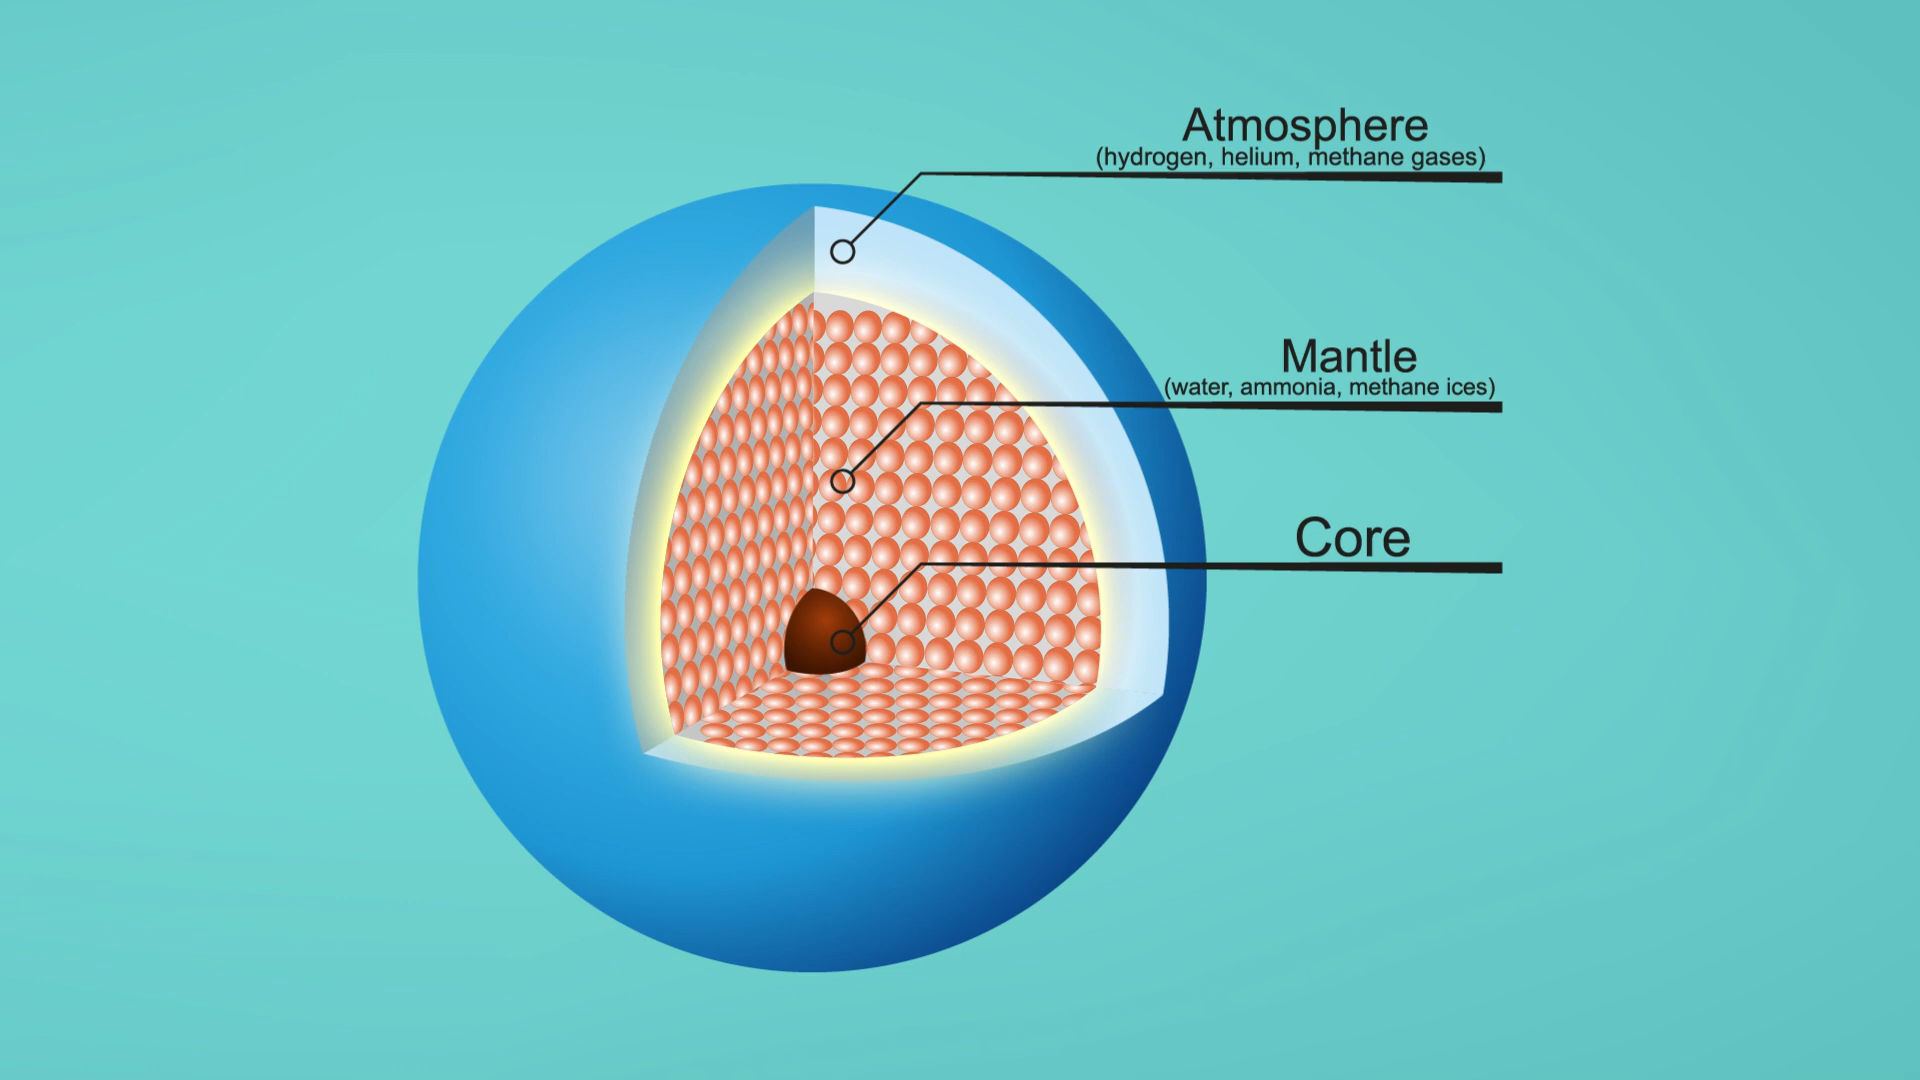 Atmosphere
(hydrogen, helium, methane gases)
Mantle
(water, ammonia, methane ices)
Core